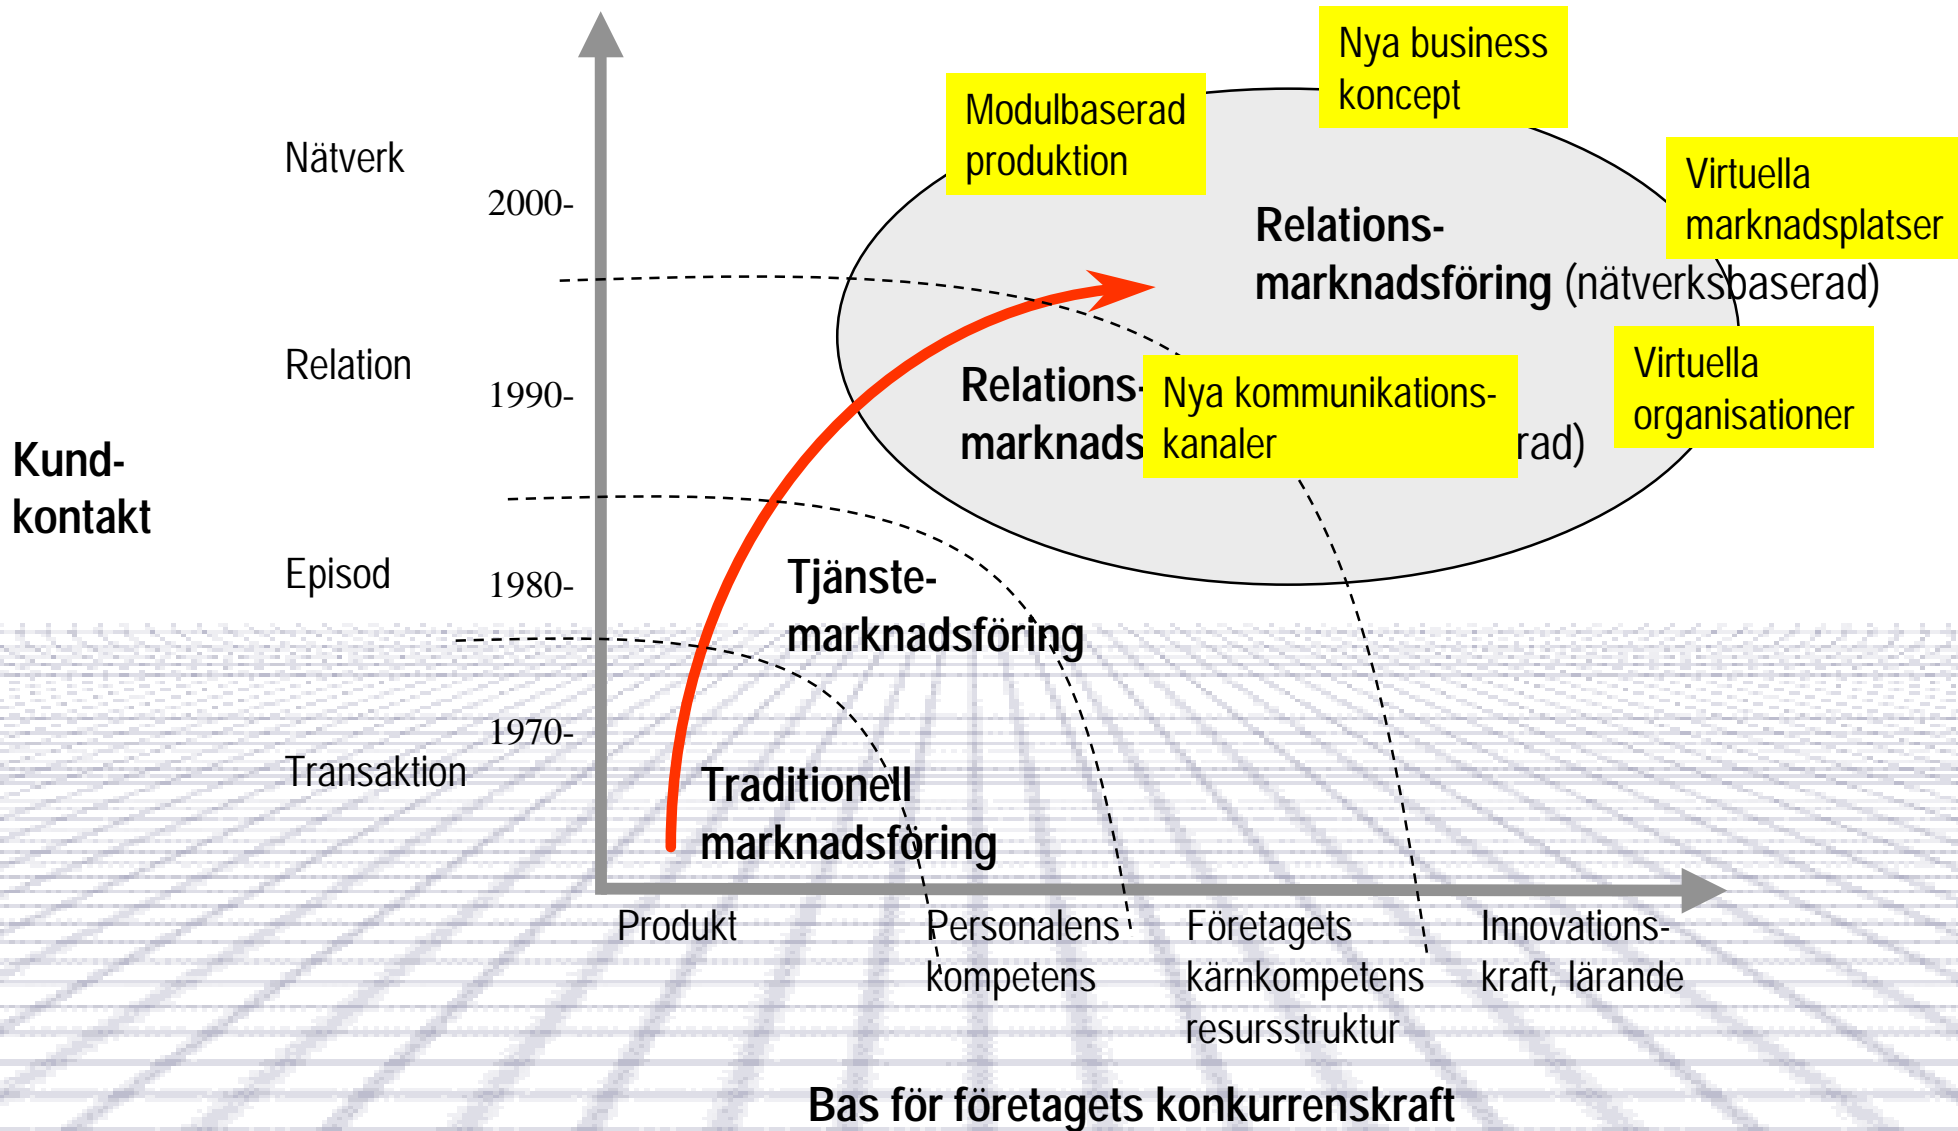 Nya business
koncept
Modulbaserad
produktion
Nätverk
Virtuella
marknadsplatser
2000-
Relations-
marknadsföring (nätverksbaserad)
Relation
1990-
Relations-
Nya kommunikations-
kanaler
rad)
Virtuella
organisationer
Kund-
kontakt
Episod
1980-
Tjänste-
marknadsföring
1970-
Transaktion
Traditionell
marknadsföring
Produkt
Personalens
kompetens
Företagets
kärnkompetens
resursstruktur
Innovations-
kraft, lärande
Bas för företagets konkurrenskraft